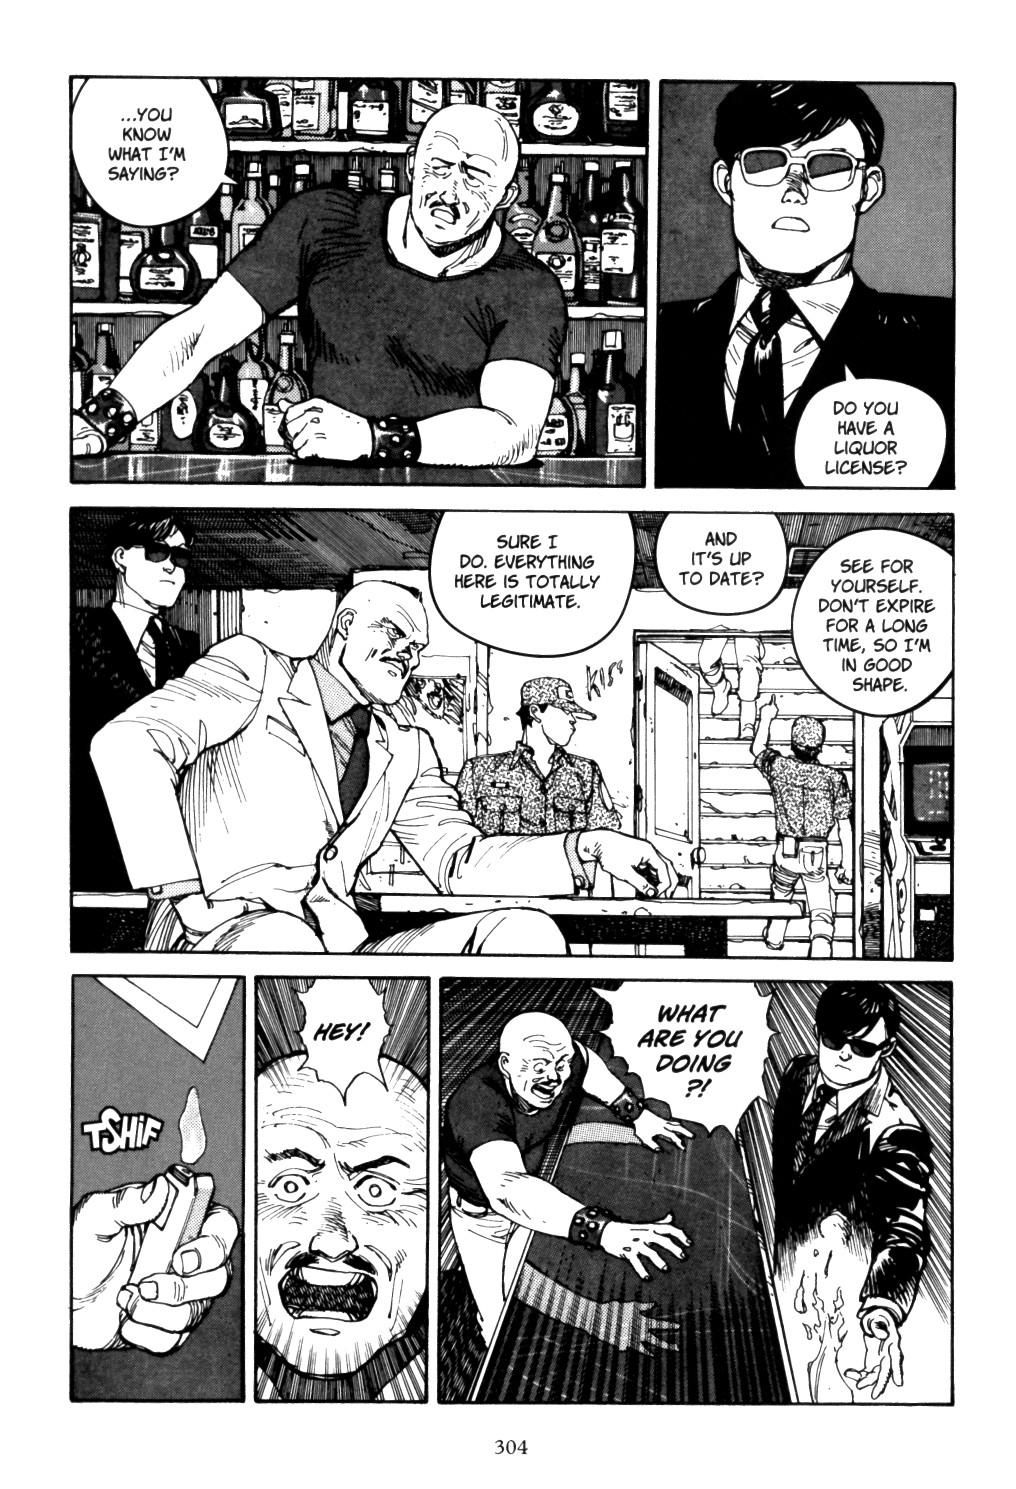 ...YOU
KNOW
WHAT I'M
SAYING?
DO YOU
HAVE A
LIQUOR
LICENSE?
SURE I
DO. EVERYTHING
HERE IS TOTALLY
LEGITIMATE.
AND
IT'S UP
TO DATE?
SEE FOR
YOURSELF.
DON'T EXPIRE
FOR A LONG
TIME, SO I'M
IN GOOD
SHAPE.
TSHIF
HEY!
WHAT
ARE YOU
DOING
?!
304